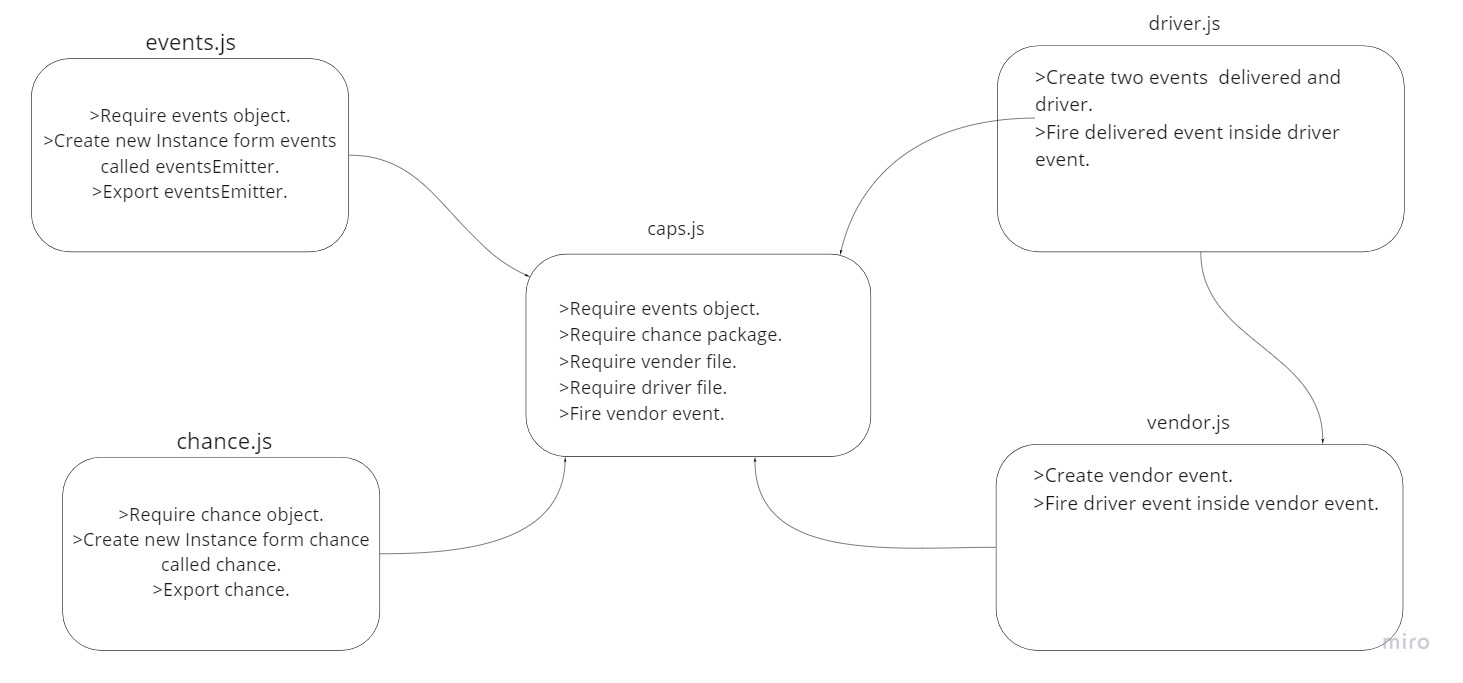 events.js
>Require events object.
>Create new Instance form events
called eventsEmitter.
>Export eventsEmitter.
driver.js
>Create two events  delivered and
driver.
>Fire delivered event inside driver
event.
caps.js
>Require events object.
>Require chance package.
>Require vender file.
>Require driver file.
>Fire vendor event.
chance.js
>Require chance object.
>Create new Instance form chance
called chance.
>Export chance.
vendor.js
>Create vendor event.
>Fire driver event inside vendor event.
miro